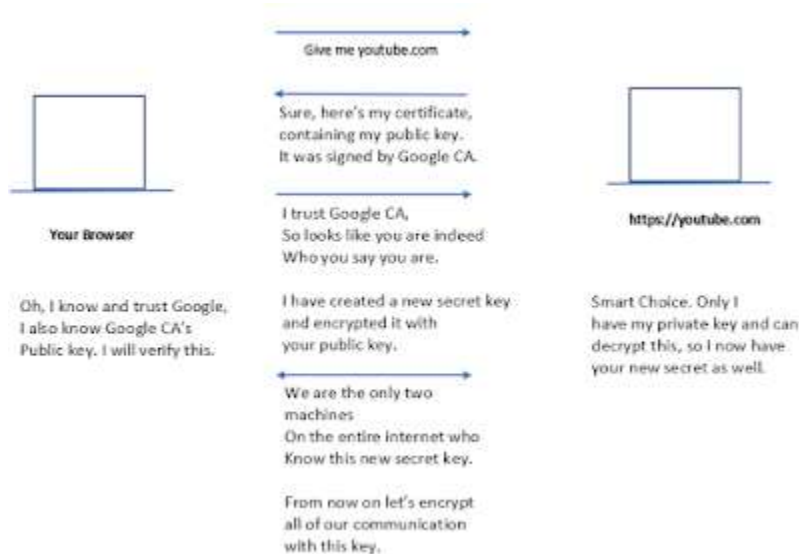 Give me youtube.com
Sure, here's my certificate,
containing my public key.
It was signed by Google CA.
I trust Google CA,
So looks like you are indeed
Who you say you are.
Your Browser
https://youtube.com
Oh, I know and trust Google,
I also know Google CA's
Public key. I will verify this.
I have created a new secret key
and encrypted it with
your public key.
Smart Choice. Only I
have my private key and can
decrypt this, so I now have
your new secret as well.
We are the only two
machines
On the entire internet who
Know this new secret key.
From now on let's encrypt
all of our communication
with this key.